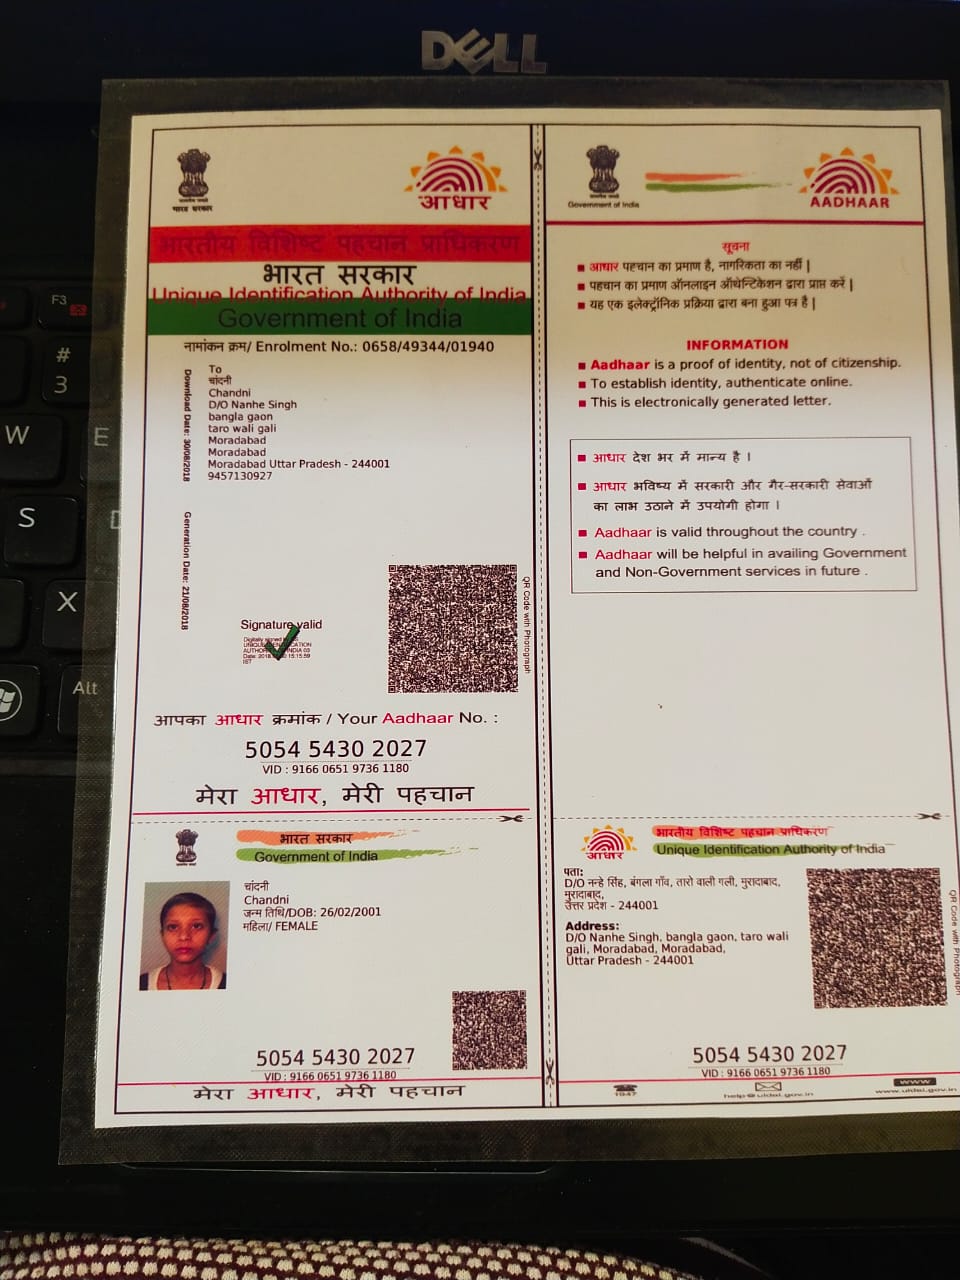 DELL
भारत सरकार
आधार
भारतीय विशिष्ट पहचान प्राधिकरण
भारत सरकार
Unique Identification Authority of India
Government of India
नामांकन क्रम/ Enrolment No.: 0658/49344/01940
Download Date: 30/08/2018
Generation Date: 21/08/2018
To
चांदनी
Chandni
D/O Nanhe Singh
bangla gaon
taro wali gali
Moradabad
Moradabad
Moradabad Uttar Pradesh - 244001
9457130927
Signature valid
QR Code with Photograph
आपका आधार क्रमांक / Your Aadhaar No. :
5054 5430 2027
VID : 9166 0651 9736 1180
मेरा आधार, मेरी पहचान
Government of India
AADHAAR
सूचना
आधार पहचान का प्रमाण है, नागरिकता का नहीं |
पहचान का प्रमाण ऑनलाइन ऑथेन्टिकेशन द्वारा प्राप्त करें |
यह एक इलेक्ट्रॉनिक प्रक्रिया द्वारा बना हुआ पत्र है |
INFORMATION
Aadhaar is a proof of identity, not of citizenship.
To establish identity, authenticate online.
This is electronically generated letter.
आधार देश भर में मान्य है ।
आधार भविष्य में सरकारी और गैर-सरकारी सेवाओं
का लाभ उठाने में उपयोगी होगा ।
Aadhaar is valid throughout the country .
Aadhaar will be helpful in availing Government
and Non-Government services in future .
भारत सरकार
Government of India
चांदनी
Chandni
जन्म तिथि/DOB: 26/02/2001
महिला/ FEMALE
5054 5430 2027
VID : 9166 0651 9736 1180
मेरा आधार, मेरी पहचान
आधार
भारतीय विशिष्ट पहचान प्राधिकरण
Unique Identification Authority of India
पता:
D/O नन्हे सिंह, बंगला गाँव, तारो वाली गली, मुरादाबाद,
मुरादाबाद,
उत्तर प्रदेश - 244001
Address:
D/O Nanhe Singh, bangla gaon, taro wali
gali, Moradabad, Moradabad,
Uttar Pradesh - 244001
QR Code with Photograph
5054 5430 2027
VID : 9166 0651 9736 1180
1947
help@uidai.gov.in
www
www.uidai.gov.in
F3
#
3
W
E
S
D
X
Alt